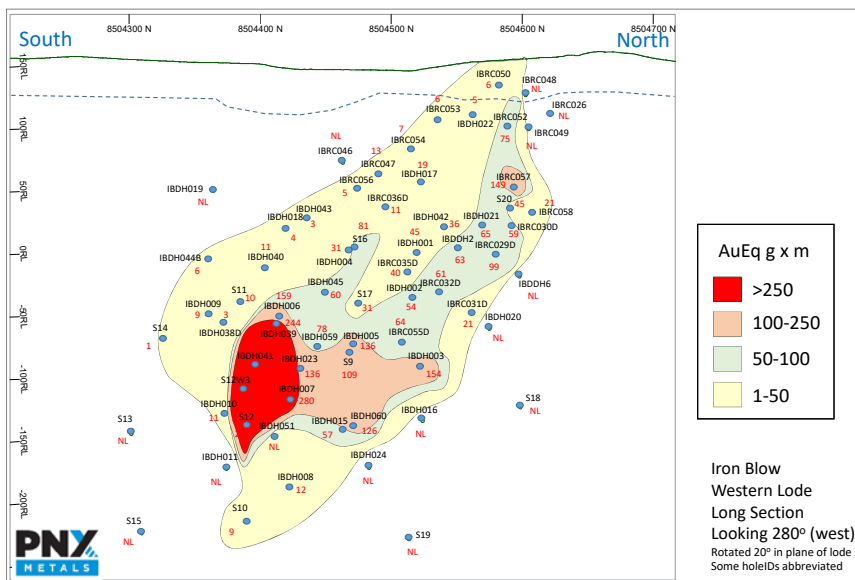 8504300 N 8504400 N 8504500 N 8504600 N 8504700 N
South North
150RL
100RL
50RL
0RL
-50RL
-100RL
-150RL
-200RL
IBRC050
6
IBRC048
NL
IBRC053
6
5
IBDH022
IBRC052
75
IBRC026
NL
IBRC049
NL
7
IBRC054
NL
IBRC046
13
IBRC047
19
IBDH017
IBRC056
5
IBRC057
149
IBDH019
NL
IBRC036D
11
S20
45
21
IBRC058
IBDH043
3
IBDH018
4
81
S16
31
IBDH004
IBDH042
36
45
IBDH001
IBDH021
65
59
IBRC030D
IBDDH2
63
IBRC029D
99
IBDH044B
6
11
IBDH040
IBRC035D
40
61
IBRC032D
IBDDH6
NL
S11
10
159
IBDH006
IBDH045
60
S17
31
IBDH002
54
IBRC031D
21
IBDH020
NL
IBDH009
9
3
IBDH038D
244
IBDH039
S14
1
78
IBDH059
IBDH005
136
64
IBRC055D
IBDH041
IBDH023
136
S9
109
IBDH003
154
S12W3
IBDH007
280
IBDH010
11
S12
IBDH051
NL
IBDH015
57
IBDH060
126
IBDH016
NL
S18
NL
S13
NL
IBDH011
NL
IBDH024
NL
IBDH008
12
S10
9
S15
NL
S19
NL
PNX
METALS
AuEq g x m
>250
100-250
50-100
1-50
Iron Blow
Western Lode
Long Section
Looking 280° (west)
Rotated 20° in plane of lode
Some holeIDs abbreviated